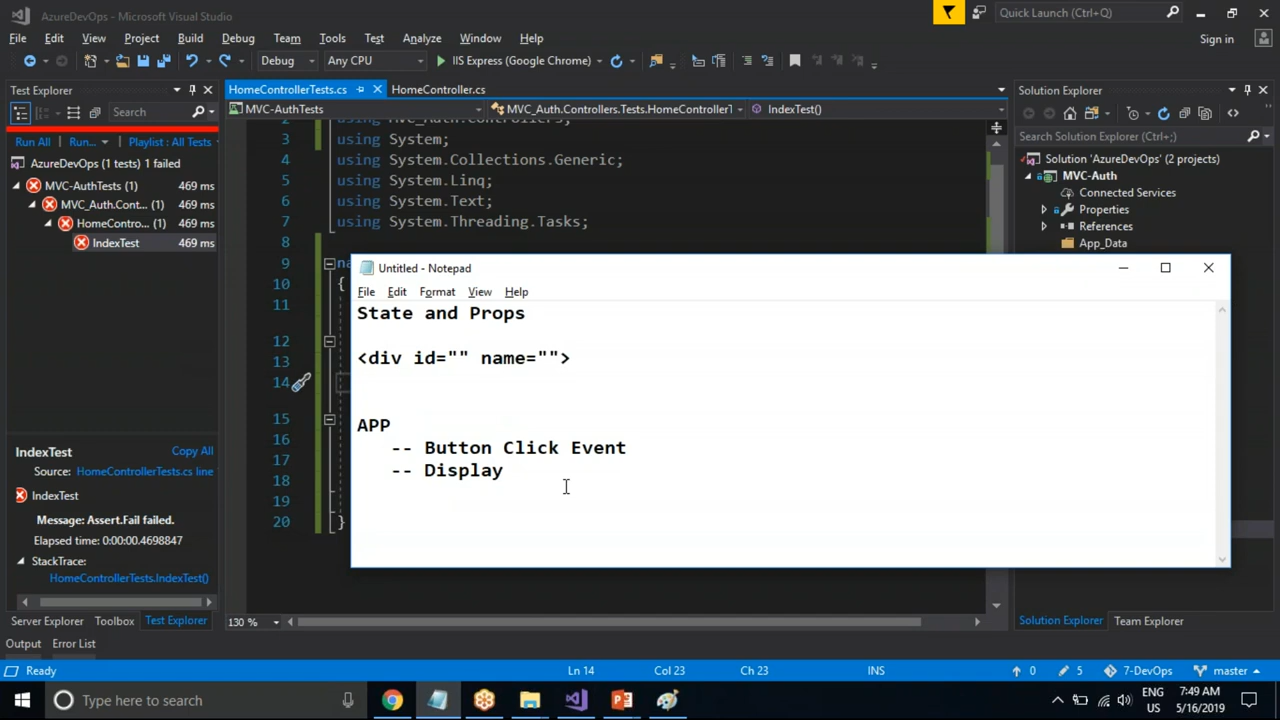 AzureDevOps - Microsoft Visual Studio
Quick Launch (Ctrl+Q)
File Edit View Project Build Debug Team Tools Test Analyze Window Help
Sign in
Debug Any CPU IIS Express (Google Chrome)
Test Explorer
Search
Run All Run... Playlist : All Tests
AzureDevOps (1 tests) 1 failed
MVC-AuthTests (1) 469 ms
MVC_Auth.Cont... (1) 469 ms
HomeContro... (1) 469 ms
IndexTest 469 ms
IndexTest Copy All
Source: HomeControllerTests.cs line
IndexTest
Message: Assert.Fail failed.
Elapsed time: 0:00:00.4698847
StackTrace:
HomeControllerTests.IndexTest()
Server Explorer Toolbox Test Explorer
Output Error List
HomeControllerTests.cs HomeController.cs
MVC-AuthTests MVC_Auth.Controllers.Tests.HomeController IndexTest()
3 using System;
4 using System.Collections.Generic;
5 using System.Linq;
6 using System.Text;
7 using System.Threading.Tasks;
8
9 na
10 {
11
12
13
14
15
16
17
18
19
20 }
130 %
Untitled - Notepad
File Edit Format View Help
State and Props
<div id="" name="">
APP
-- Button Click Event
-- Display
Solution Explorer
Search Solution Explorer (Ctrl+;)
Solution 'AzureDevOps' (2 projects)
MVC-Auth
Connected Services
Properties
References
App_Data
Solution Explorer Team Explorer
Ready Ln 14 Col 23 Ch 23 INS 0 5 7-DevOps master
Type here to search
ENG
US
7:49 AM
5/16/2019